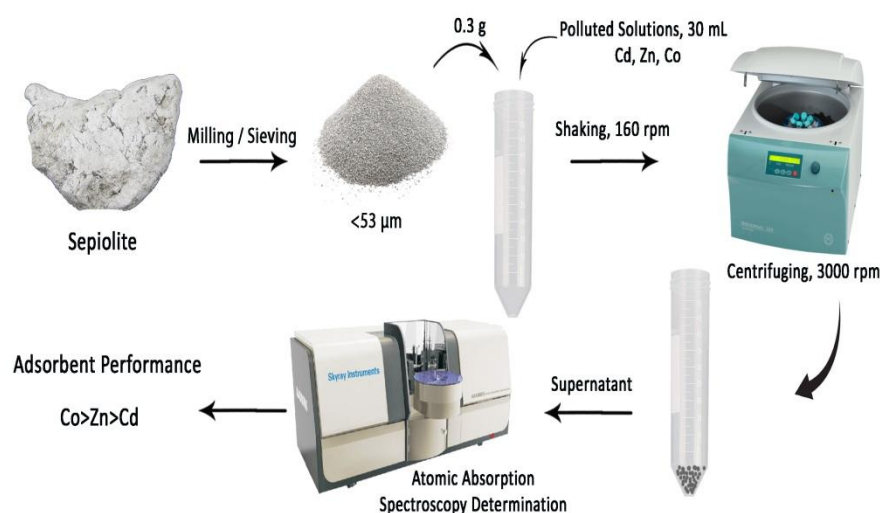 0.3 g
Polluted Solutions, 30 mL
Cd, Zn, Co
Milling / Sieving
Shaking, 160 rpm
<53 µm
Sepiolite
Centrifuging, 3000 rpm
Skyray Instruments
Adsorbent Performance
Co>Zn>Cd
Supernatant
Atomic Absorption
Spectroscopy Determination